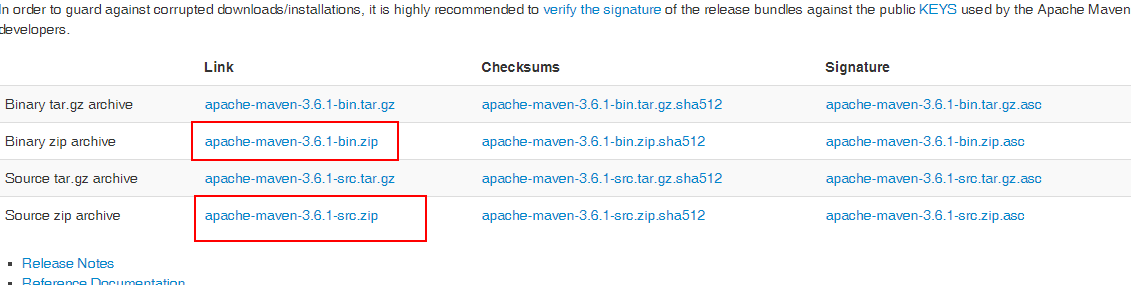 In order to guard against corrupted downloads/installations, it is highly recommended to verify the signature of the release bundles against the public KEYS used by the Apache Maven
developers.
Link Checksums Signature
Binary tar.gz archive apache-maven-3.6.1-bin.tar.gz apache-maven-3.6.1-bin.tar.gz.sha512 apache-maven-3.6.1-bin.tar.gz.asc
Binary zip archive apache-maven-3.6.1-bin.zip apache-maven-3.6.1-bin.zip.sha512 apache-maven-3.6.1-bin.zip.asc
Source tar.gz archive apache-maven-3.6.1-src.tar.gz apache-maven-3.6.1-src.tar.gz.sha512 apache-maven-3.6.1-src.tar.gz.asc
Source zip archive apache-maven-3.6.1-src.zip apache-maven-3.6.1-src.zip.sha512 apache-maven-3.6.1-src.zip.asc
Release Notes
Reference Documentation